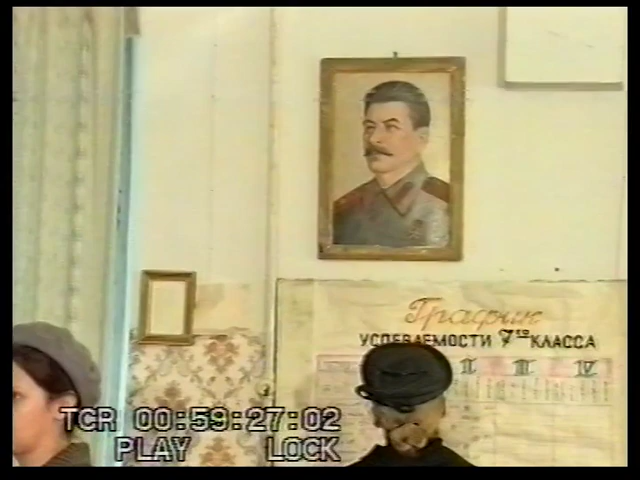 График
УСПЕВАЕМОСТИ 7го КЛАССА
II III IV
TCR 00:59:27:02
PLAY LOCK